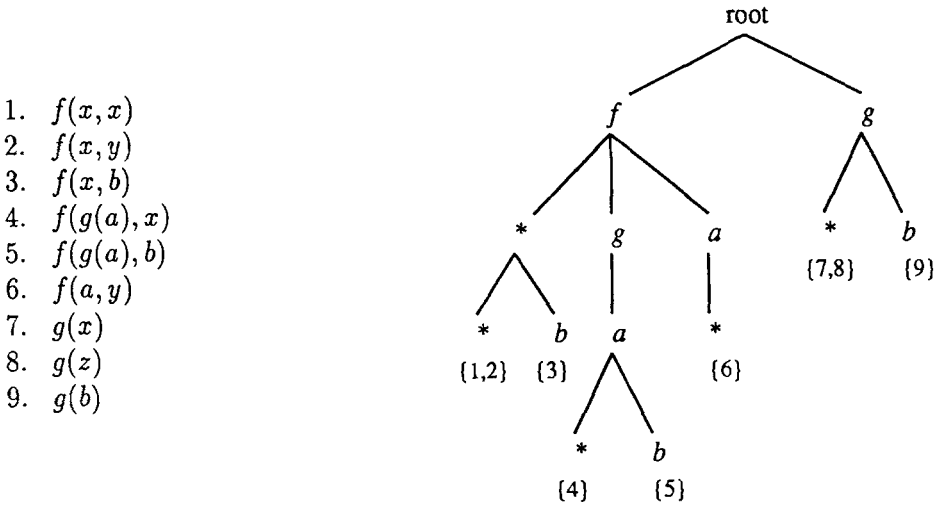 1. f(x, x)
2. f(x, y)
3. f(x, b)
4. f(g(a), x)
5. f(g(a), b)
6. f(a, y)
7. g(x)
8. g(z)
9. g(b)
root
f g
* g a * b
{7,8} {9}
* b a *
{1,2} {3} {6}
* b
{4} {5}